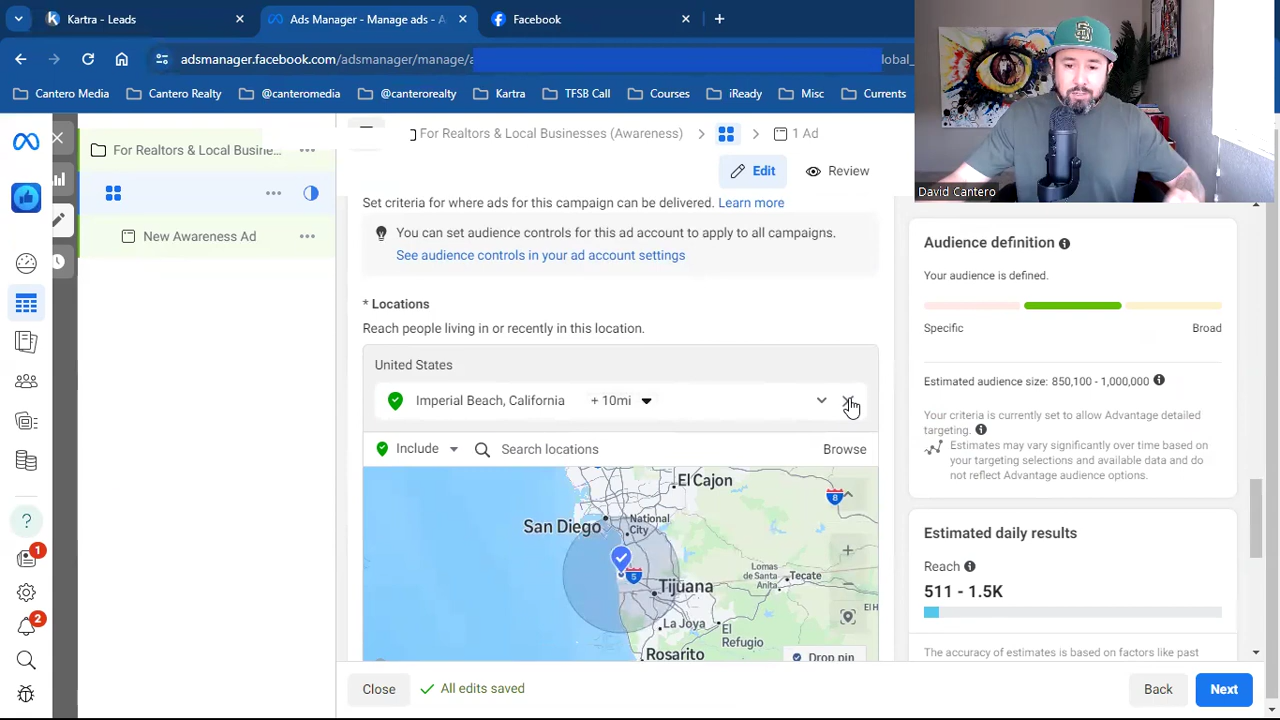 Kartra - Leads
Ads Manager - Manage ads - A
Facebook
adsmanager.facebook.com/adsmanager/manage/a
global_
Cantero Media
Cantero Realty
@canteromedia
@canterorealty
Kartra
TFSB Call
Courses
iReady
Misc
Currents
David Cantero
For Realtors & Local Busine...
New Awareness Ad
For Realtors & Local Businesses (Awareness)
1 Ad
Edit
Review
Set criteria for where ads for this campaign can be delivered. Learn more
You can set audience controls for this ad account to apply to all campaigns.
See audience controls in your ad account settings
* Locations
Reach people living in or recently in this location.
United States
Imperial Beach, California + 10mi
Include
Search locations
Browse
El Cajon
San Diego
National
City
8
5
Tijuana
Lomas
de Santa
Anita
Tecate
El H
La Joya
El
Refugio
Rosarito
Drop pin
Audience definition
Your audience is defined.
Specific
Broad
Estimated audience size: 850,100 - 1,000,000
Your criteria is currently set to allow Advantage detailed
targeting.
Estimates may vary significantly over time based on
your targeting selections and available data and do
not reflect Advantage audience options.
Estimated daily results
Reach
511 - 1.5K
The accuracy of estimates is based on factors like past
1
2
Close
All edits saved
Back
Next